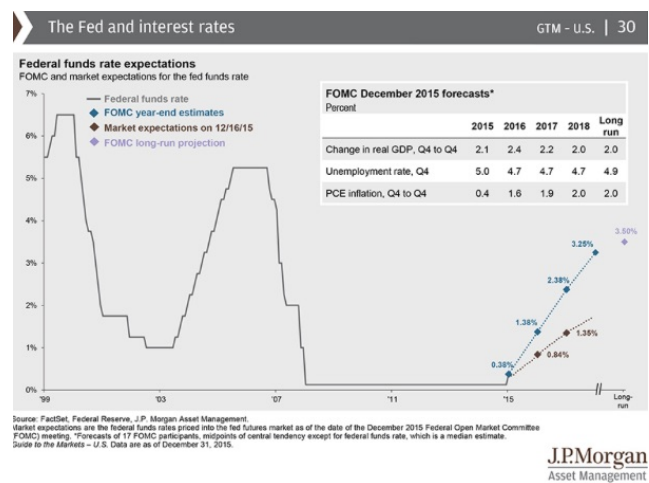 The Fed and interest rates
GTM – U.S. | 30
Federal funds rate expectations
FOMC and market expectations for the fed funds rate
7%
6%
5%
4%
3%
2%
1%
0%
Federal funds rate
FOMC year-end estimates
Market expectations on 12/16/15
FOMC long-run projection
FOMC December 2015 forecasts*
Percent
2015 2016 2017 2018 Long run
Change in real GDP, Q4 to Q4 2.1 2.4 2.2 2.0 2.0
Unemployment rate, Q4 5.0 4.7 4.7 4.7 4.9
PCE inflation, Q4 to Q4 0.4 1.6 1.9 2.0 2.0
3.50%
3.25%
2.38%
1.38%
1.35%
0.84%
0.38%
'99 '03 '07 '11 '15 Long-run
Source: FactSet, Federal Reserve, J.P. Morgan Asset Management.
Market expectations are the federal funds rates priced into the fed futures market as of the date of the December 2015 Federal Open Market Committee
(FOMC) meeting. *Forecasts of 17 FOMC participants, midpoints of central tendency except for federal funds rate, which is a median estimate.
Guide to the Markets – U.S. Data are as of December 31, 2015.
J.P.Morgan
Asset Management